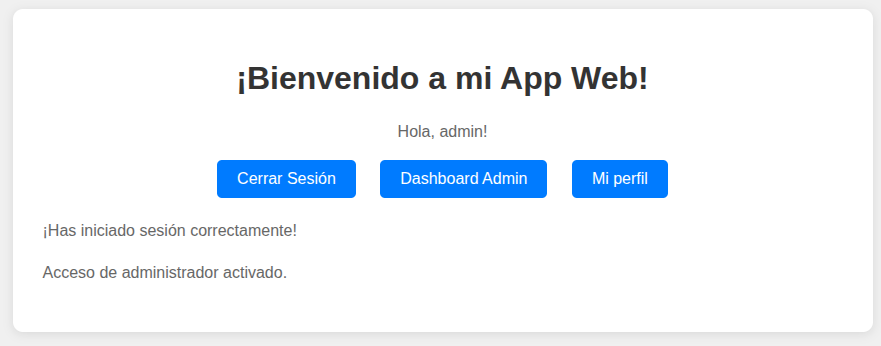 ¡Bienvenido a mi App Web!
Hola, admin!
Cerrar Sesión Dashboard Admin Mi perfil
¡Has iniciado sesión correctamente!
Acceso de administrador activado.